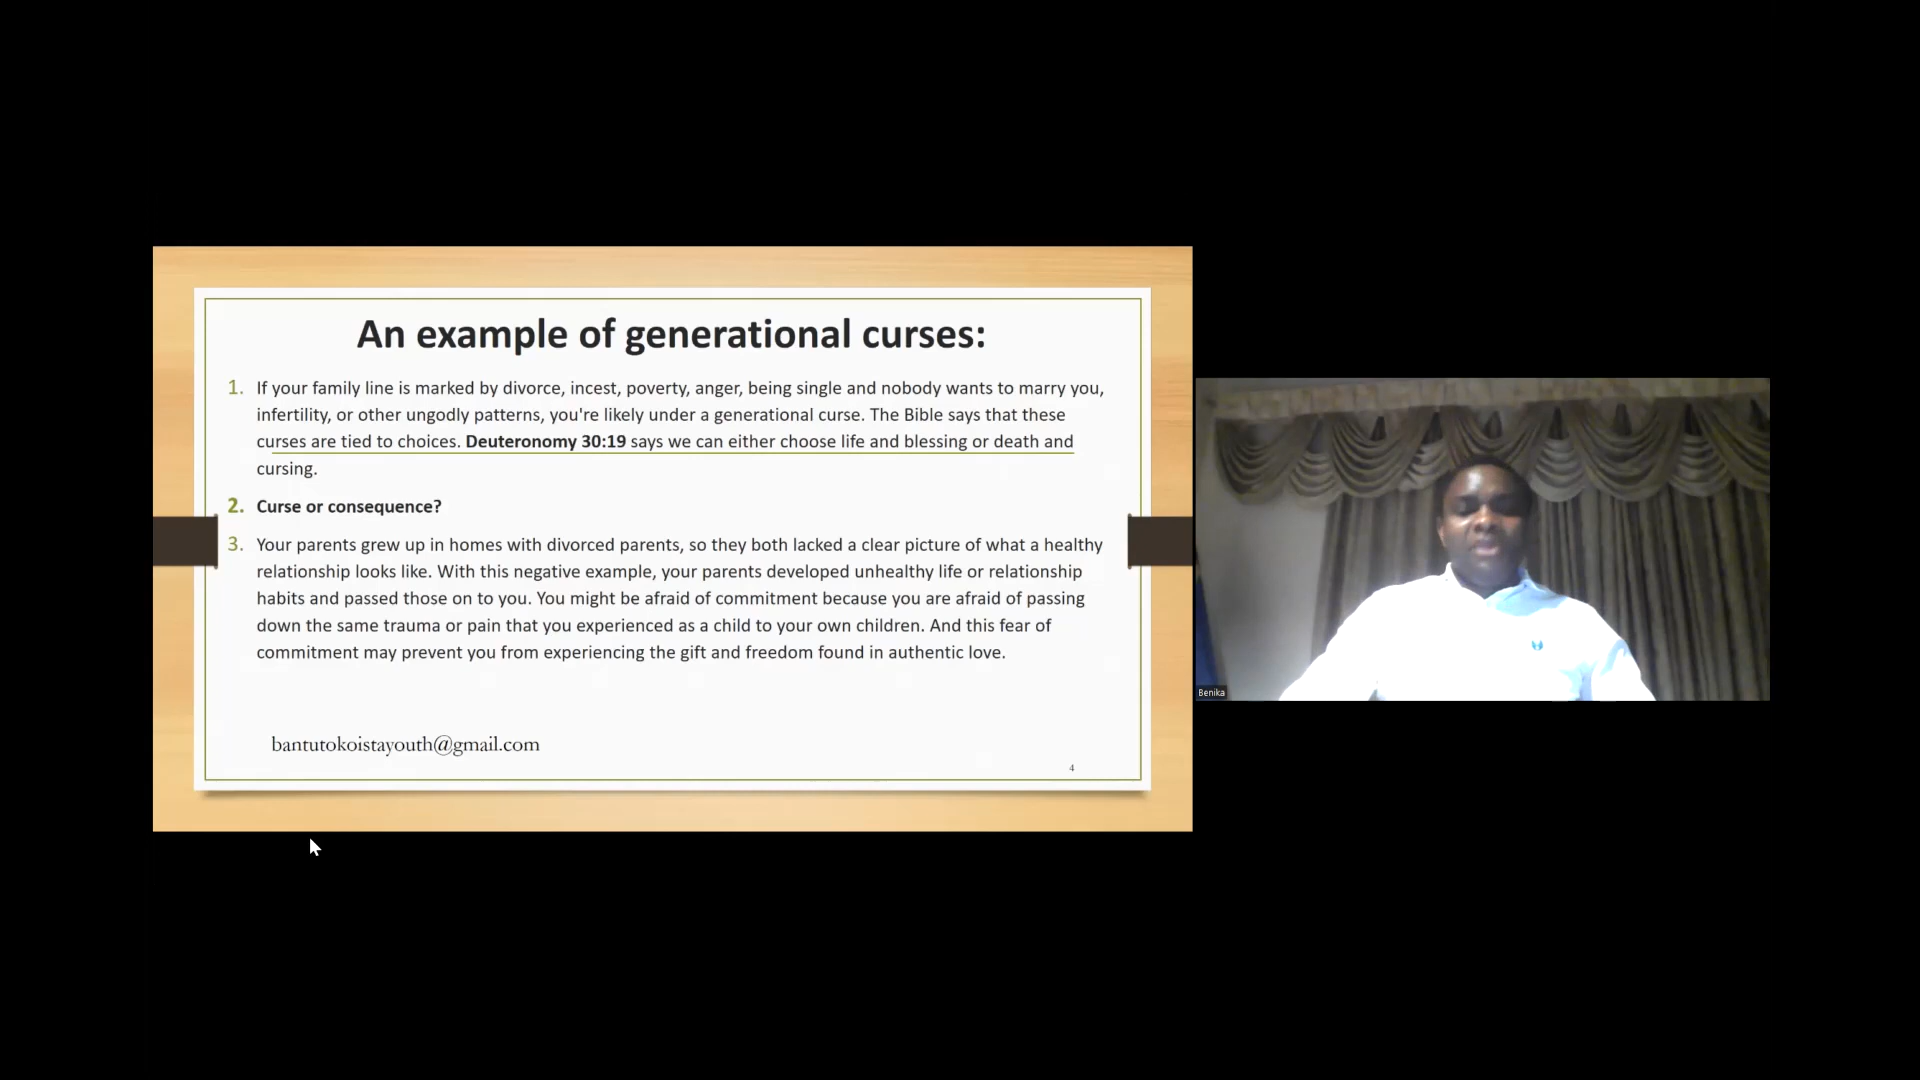 An example of generational curses:
1. If your family line is marked by divorce, incest, poverty, anger, being single and nobody wants to marry you,
infertility, or other ungodly patterns, you're likely under a generational curse. The Bible says that these
curses are tied to choices. Deuteronomy 30:19 says we can either choose life and blessing or death and
cursing.
2. Curse or consequence?
3. Your parents grew up in homes with divorced parents, so they both lacked a clear picture of what a healthy
relationship looks like. With this negative example, your parents developed unhealthy life or relationship
habits and passed those on to you. You might be afraid of commitment because you are afraid of passing
down the same trauma or pain that you experienced as a child to your own children. And this fear of
commitment may prevent you from experiencing the gift and freedom found in authentic love.
bantutokoistayouth@gmail.com
4
Benika